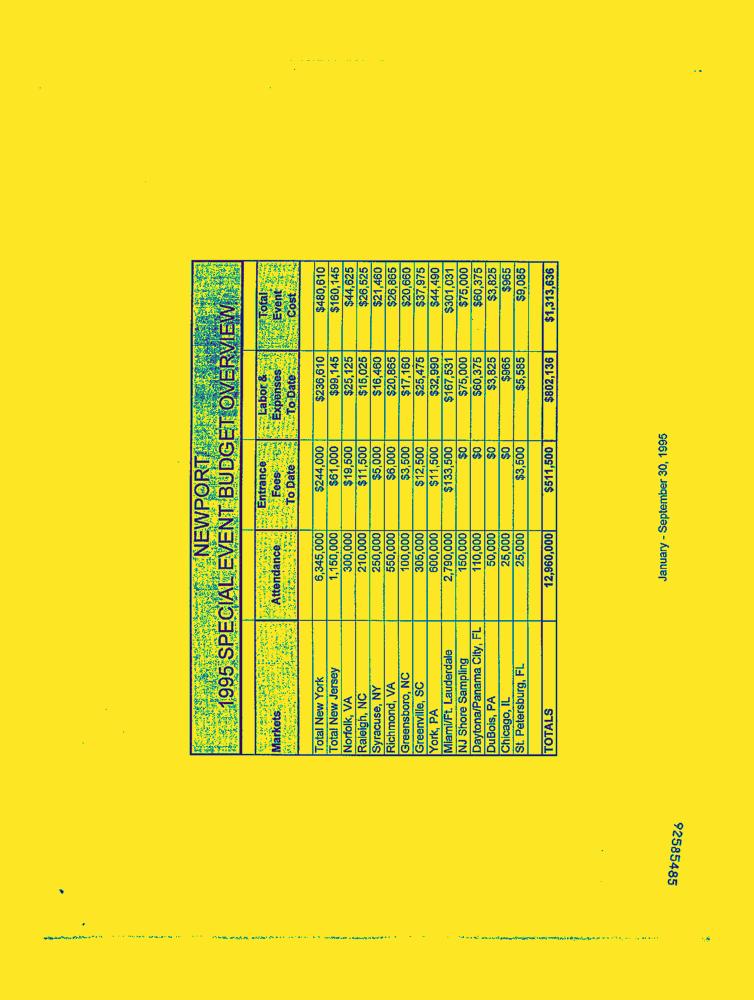 NEWPORT
1995 SPECIAL EVENT BUDGET OVERVIEW
Markets Attendance Entrance Fees To Date Labor & Expenses To Date Total Event Cost
Total New York 6,345,000 $244,000 $236,610 $480,610
Total New Jersey 1,150,000 $61,000 $99,145 $160,145
Norfolk, VA 300,000 $19,500 $25,125 $44,625
Raleigh, NC 210,000 $11,500 $15,025 $26,525
Syracuse, NY 250,000 $5,000 $16,460 $21,460
Richmond, VA 550,000 $6,000 $20,865 $26,865
Greensboro, NC 100,000 $3,500 $17,160 $20,660
Greenville, SC 305,000 $12,500 $25,475 $37,975
York, PA 600,000 $11,500 $32,990 $44,490
Miami/Ft. Lauderdale 2,790,000 $133,500 $167,531 $301,031
NJ Shore Sampling 150,000 $0 $75,000 $75,000
Daytona/Panama City, FL 110,000 $0 $60,375 $60,375
DuBois, PA 50,000 $0 $3,825 $3,825
Chicago, IL 25,000 $0 $965 $965
St. Petersburg, FL 25,000 $3,500 $5,585 $9,085
TOTALS 12,960,000 $511,500 $802,136 $1,313,636
January - September 30, 1995
92585485